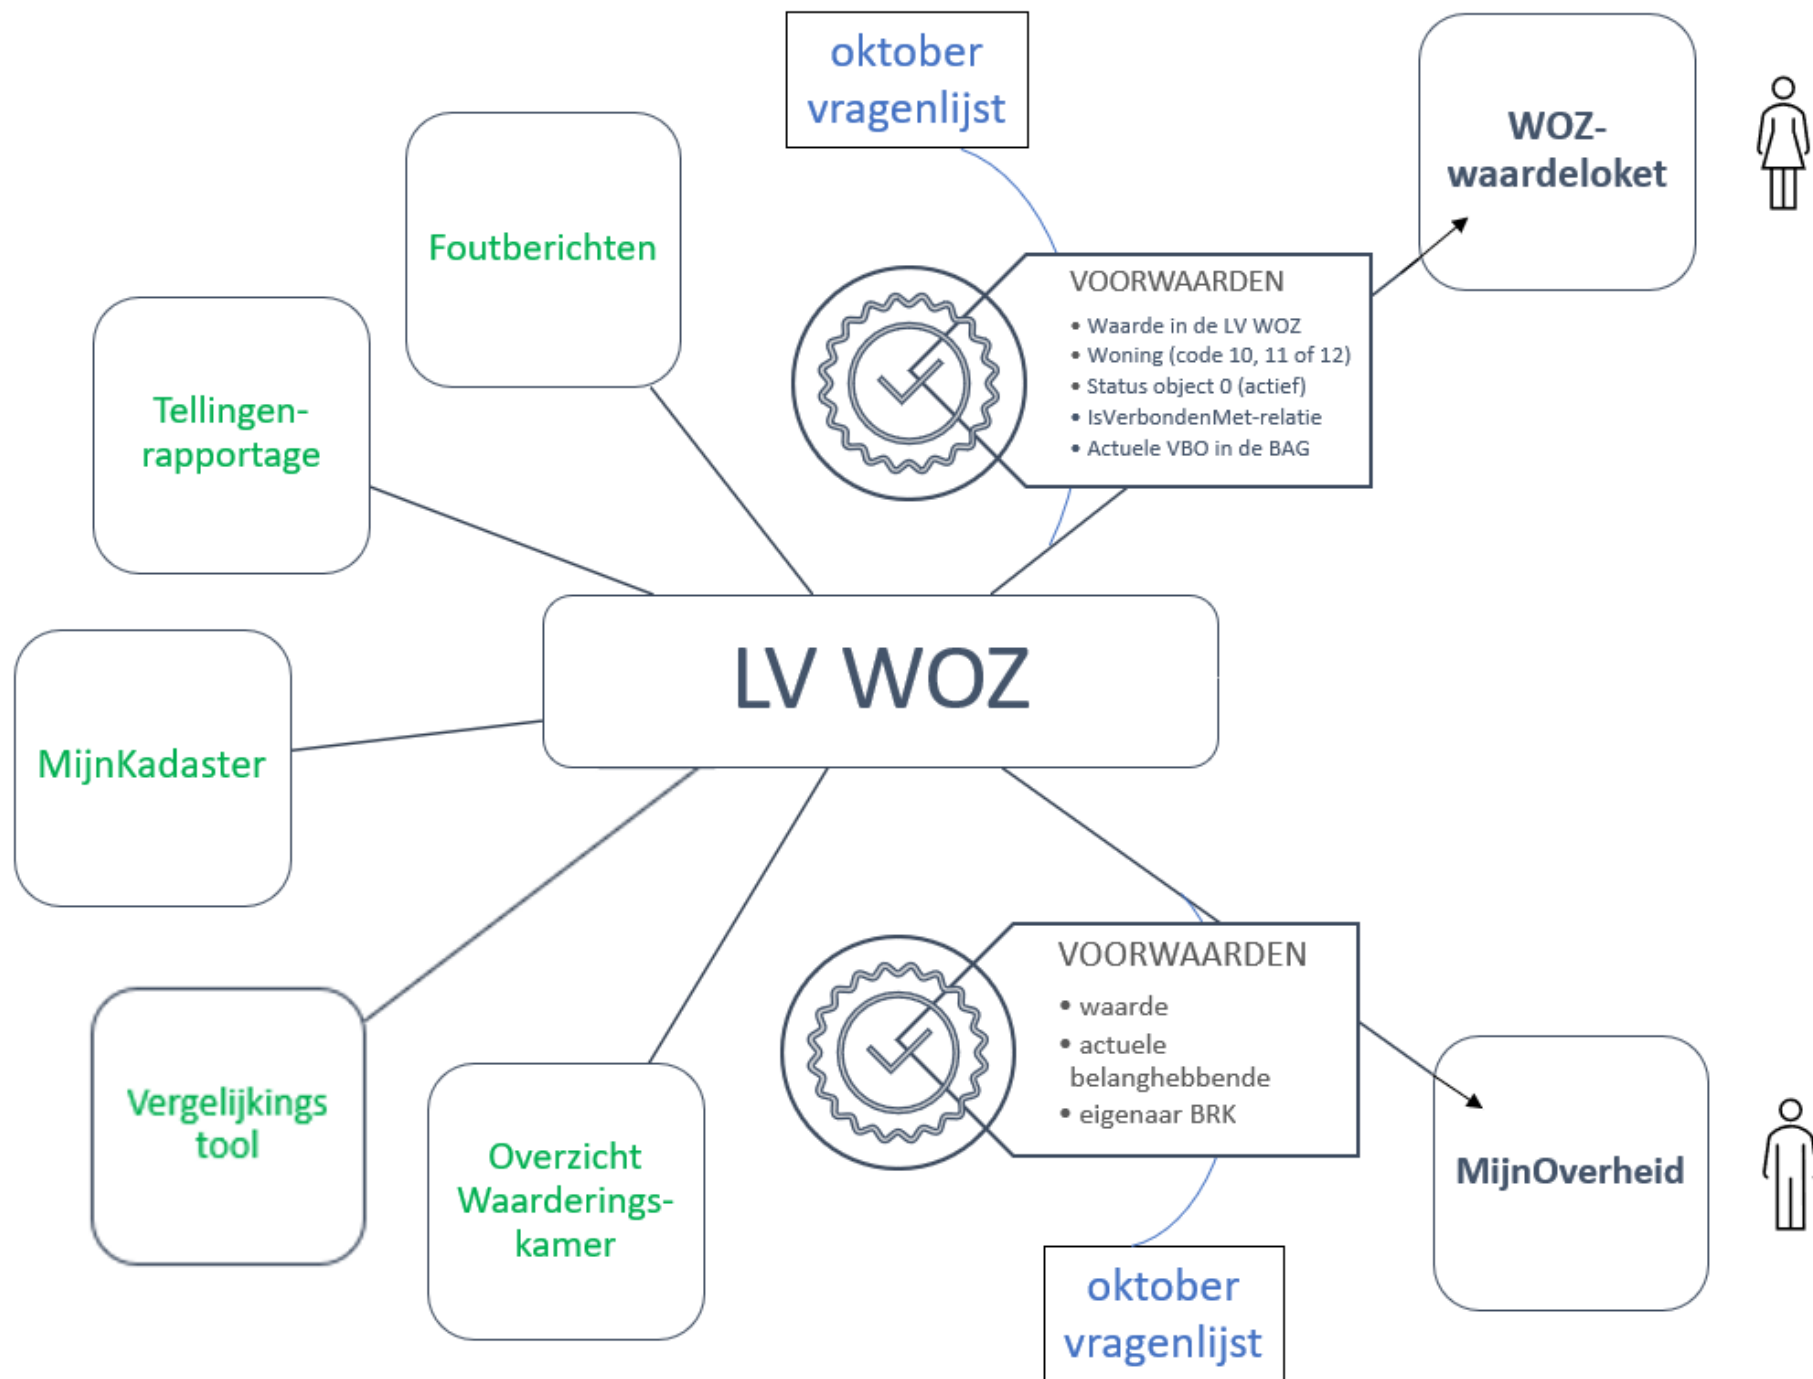 oktober
vragenlijst
WOZ-
waardeloket
Foutberichten
VOORWAARDEN
• Waarde in de LV WOZ
• Woning (code 10, 11 of 12)
• Status object 0 (actief)
• IsVerbondenMet-relatie
• Actuele VBO in de BAG
Tellingen-
rapportage
LV WOZ
MijnKadaster
VOORWAARDEN
• waarde
• actuele
belanghebbende
• eigenaar BRK
Vergelijkings
tool
Overzicht
Waarderings-
kamer
MijnOverheid
oktober
vragenlijst